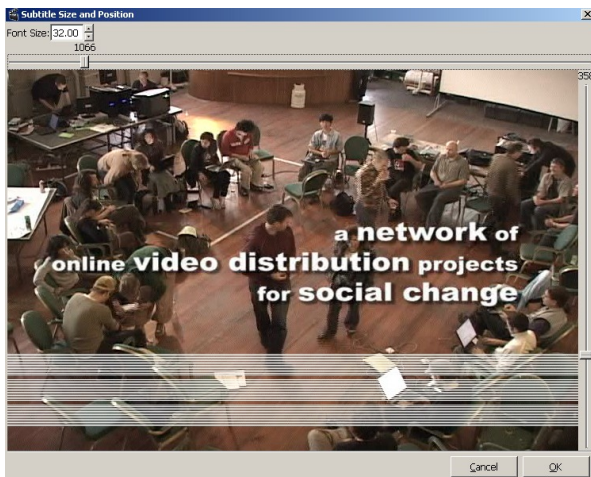 Subtitle Size and Position
Font Size: 32.00
1066
358
a network of
online video distribution projects
for social change
Cancel
OK